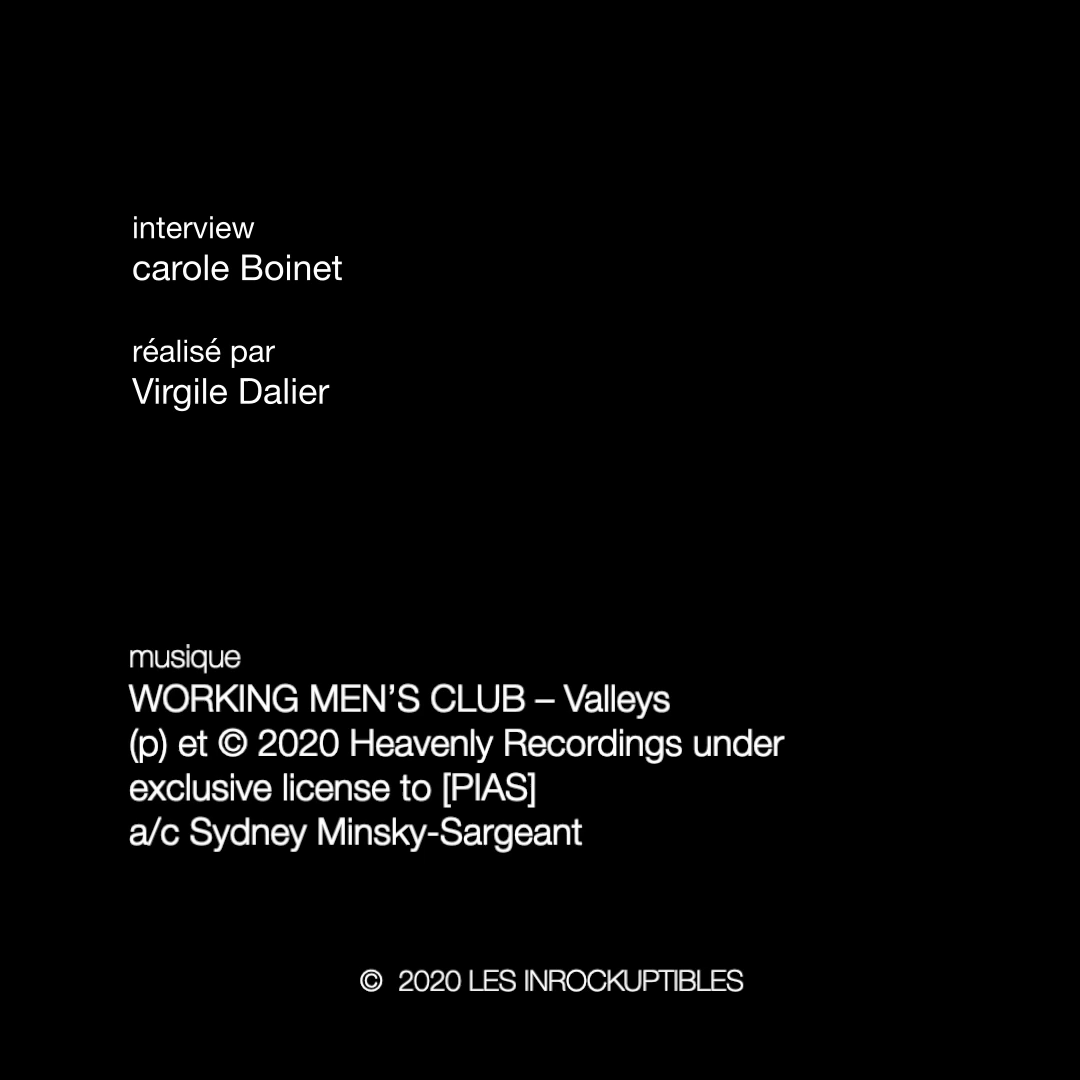 interview
carole Boinet
réalisé par
Virgile Dalier
musique
WORKING MEN’S CLUB – Valleys
(p) et © 2020 Heavenly Recordings under
exclusive license to [PIAS]
a/c Sydney Minsky-Sargeant
© 2020 LES INROCKUPTIBLES